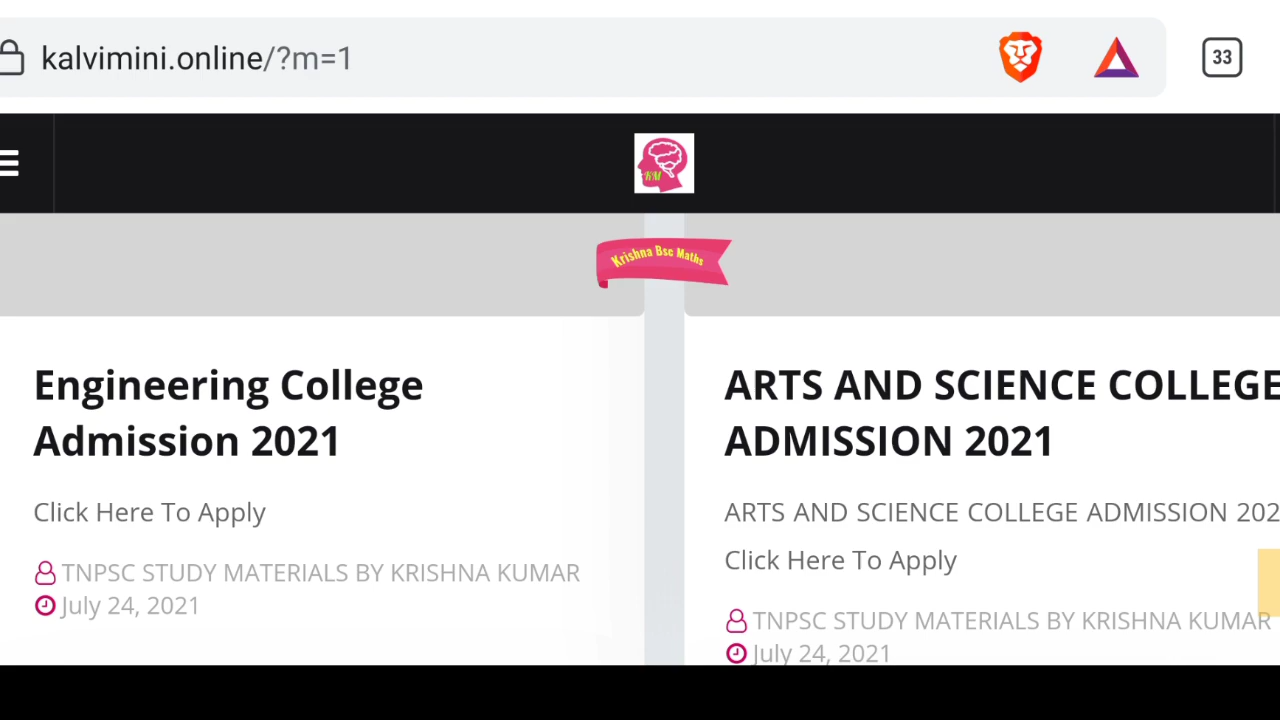 kalvimini.online/?m=1
33
KM
Krishna Bsc Maths
Engineering College
Admission 2021
Click Here To Apply
TNPSC STUDY MATERIALS BY KRISHNA KUMAR
July 24, 2021
ARTS AND SCIENCE COLLEGE
ADMISSION 2021
ARTS AND SCIENCE COLLEGE ADMISSION 202
Click Here To Apply
TNPSC STUDY MATERIALS BY KRISHNA KUMAR
July 24, 2021